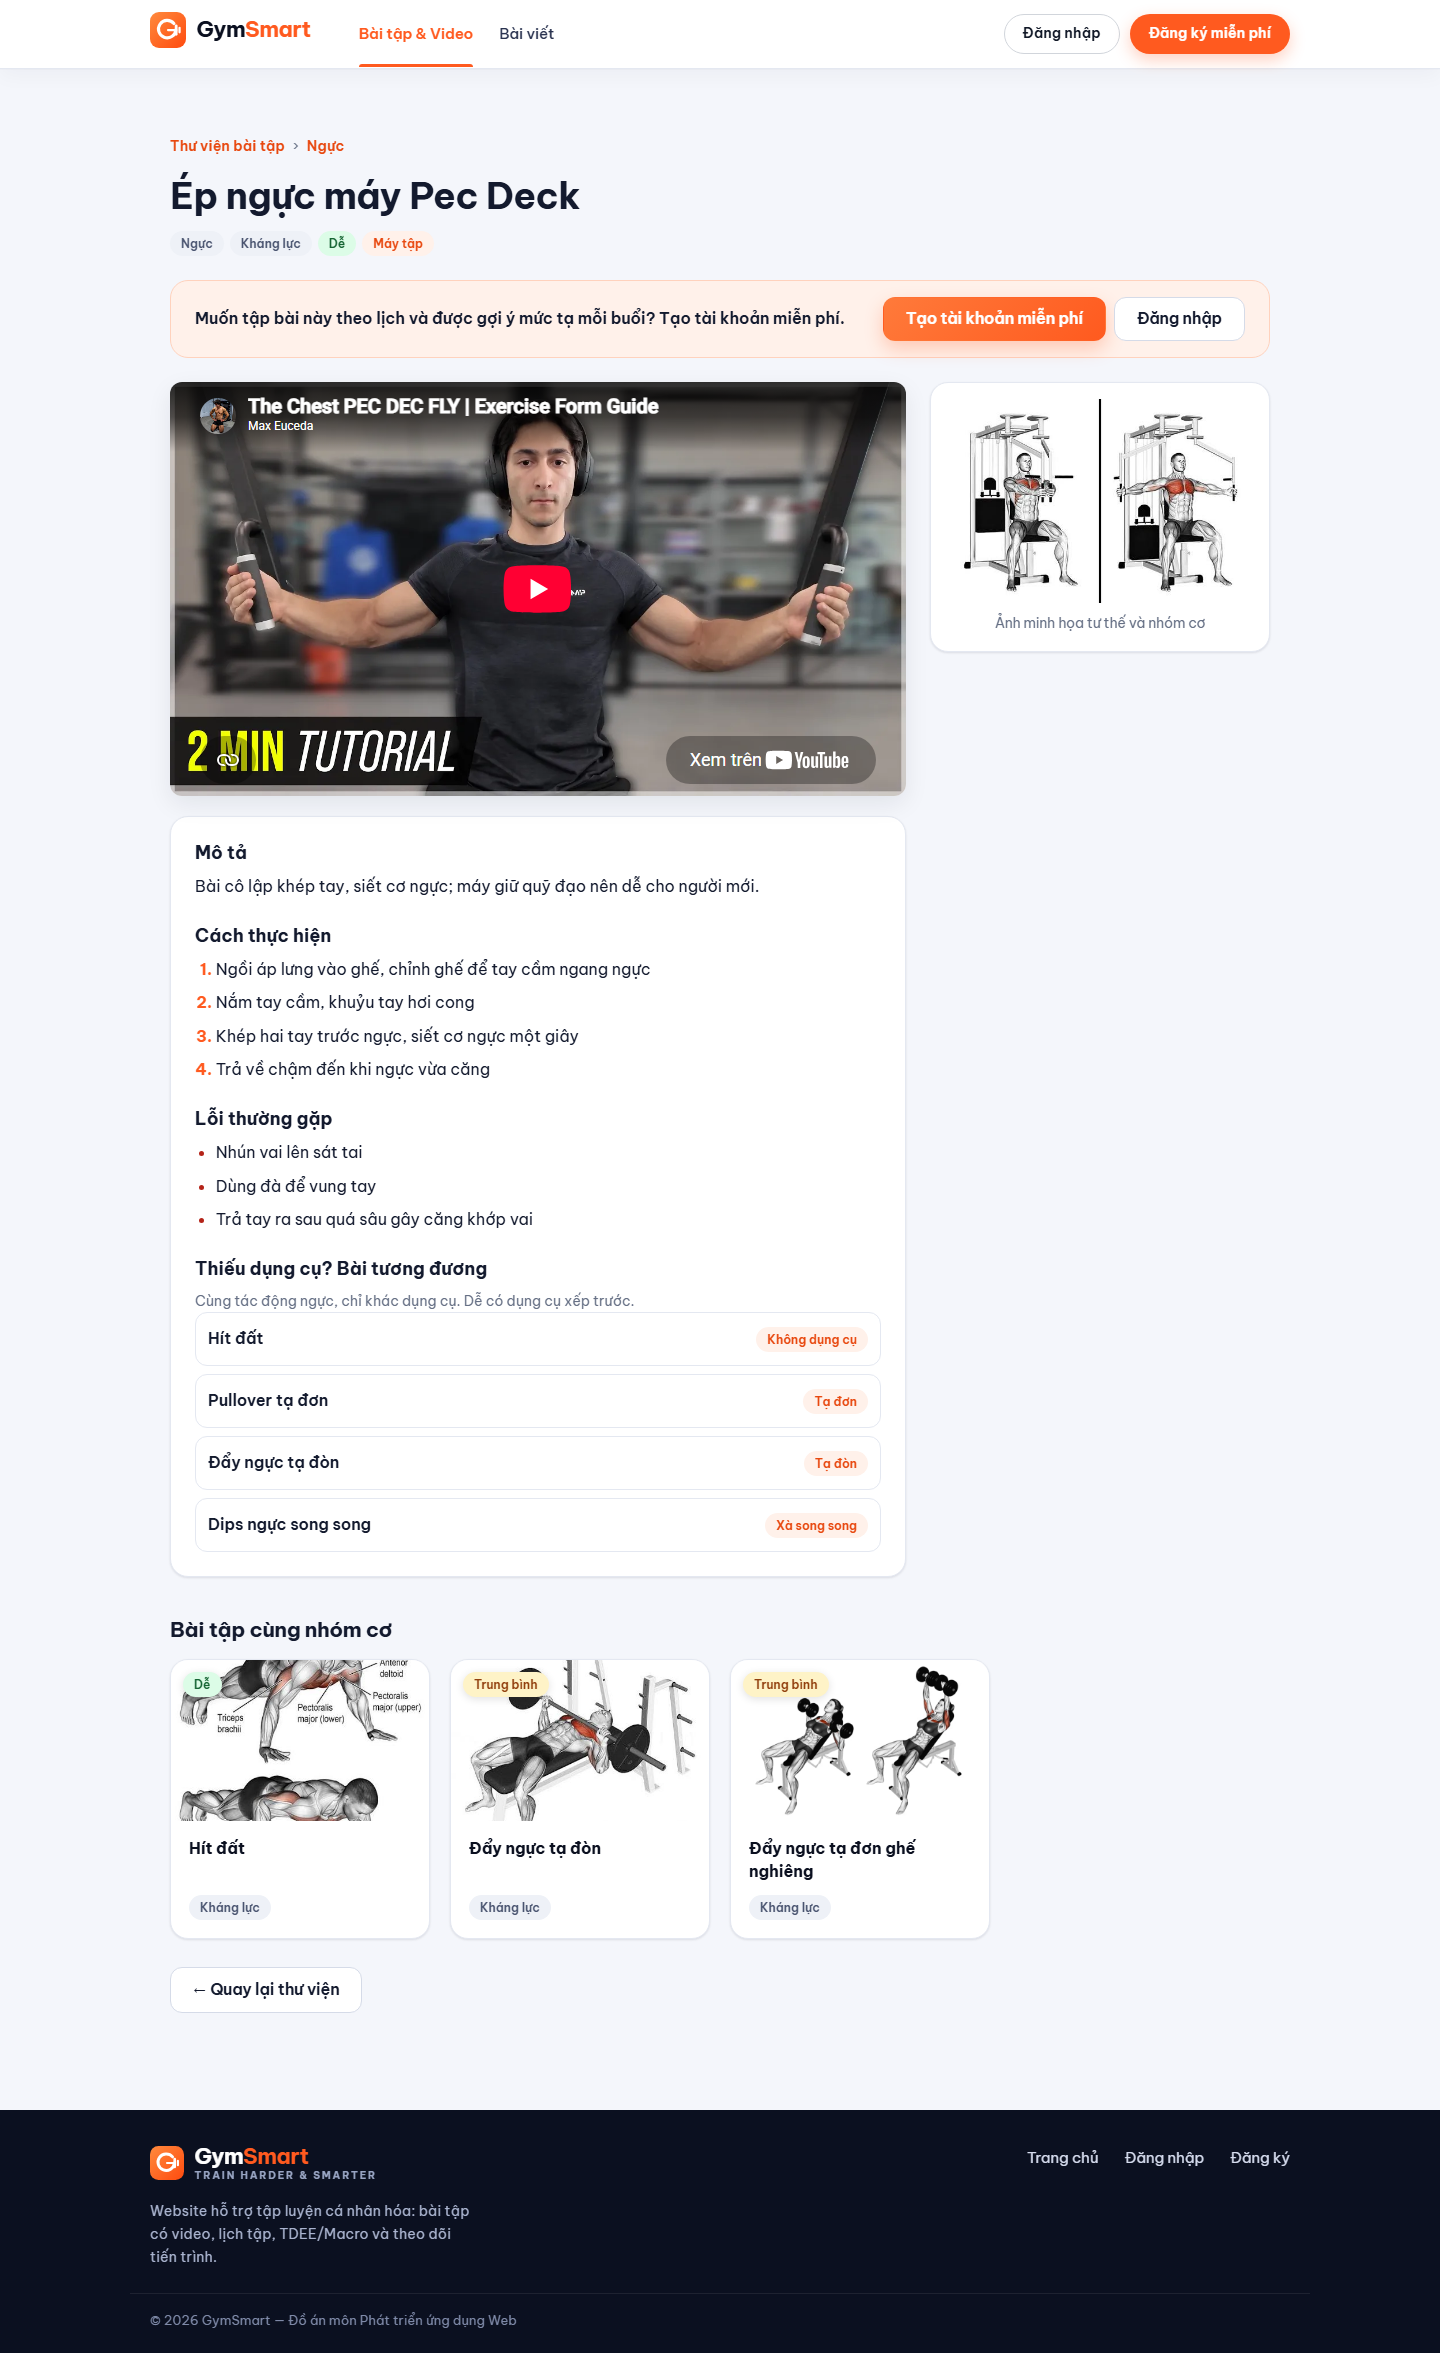 GymSmart
Bài tập & Video
Bài viết
Đăng nhập
Đăng ký miễn phí
Thư viện bài tập › Ngực
Ép ngực máy Pec Deck
Ngực
Kháng lực
Dễ
Máy tập
Muốn tập bài này theo lịch và được gợi ý mức tạ mỗi buổi? Tạo tài khoản miễn phí.
Tạo tài khoản miễn phí
Đăng nhập
The Chest PEC DEC FLY | Exercise Form Guide
Max Euceda
2 MIN TUTORIAL
Xem trên YouTube
Ảnh minh họa tư thế và nhóm cơ
Mô tả
Bài cô lập khép tay, siết cơ ngực; máy giữ quỹ đạo nên dễ cho người mới.
Cách thực hiện
1. Ngồi áp lưng vào ghế, chỉnh ghế để tay cầm ngang ngực
2. Nắm tay cầm, khuỷu tay hơi cong
3. Khép hai tay trước ngực, siết cơ ngực một giây
4. Trả về chậm đến khi ngực vừa căng
Lỗi thường gặp
• Nhún vai lên sát tai
• Dùng đà để vung tay
• Trả tay ra sau quá sâu gây căng khớp vai
Thiếu dụng cụ? Bài tương đương
Cùng tác động ngực, chỉ khác dụng cụ. Dễ có dụng cụ xếp trước.
Hít đất
Không dụng cụ
Pullover tạ đơn
Tạ đơn
Đẩy ngực tạ đòn
Tạ đòn
Dips ngực song song
Xà song song
Bài tập cùng nhóm cơ
Dễ
Anterior
deltoid
Pectoralis
major (upper)
Pectoralis
major (lower)
Triceps
brachii
Hít đất
Kháng lực
Trung bình
Đẩy ngực tạ đòn
Kháng lực
Trung bình
Đẩy ngực tạ đơn ghế
nghiêng
Kháng lực
← Quay lại thư viện
GymSmart
TRAIN HARDER & SMARTER
Trang chủ
Đăng nhập
Đăng ký
Website hỗ trợ tập luyện cá nhân hóa: bài tập
có video, lịch tập, TDEE/Macro và theo dõi
tiến trình.
© 2026 GymSmart — Đồ án môn Phát triển ứng dụng Web